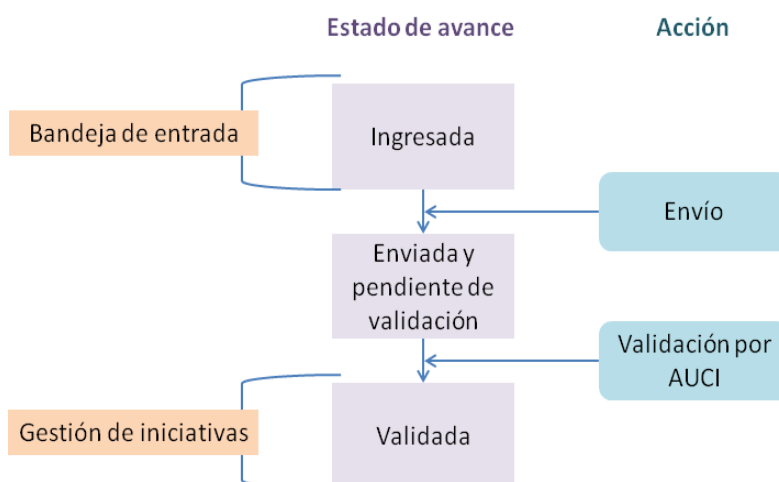 Estado de avance
Acción
Bandeja de entrada
Ingresada
Envío
Enviada y
pendiente de
validación
Validación por
AUCI
Gestión de iniciativas
Validada